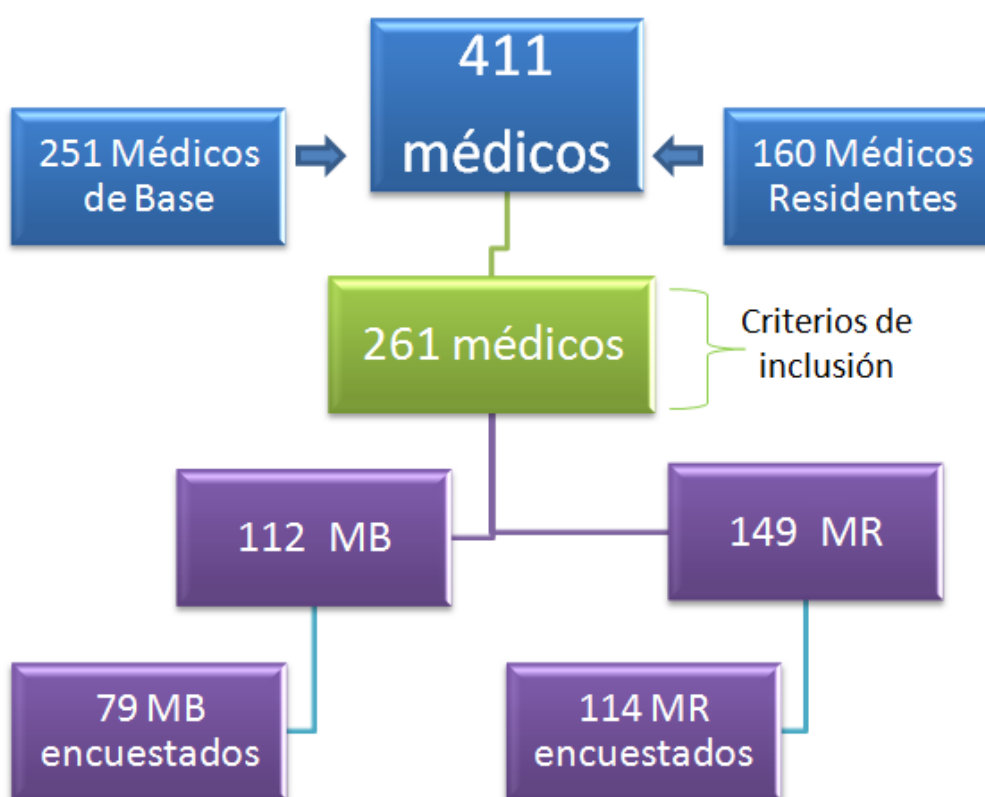 411
médicos
251 Médicos
de Base
160 Médicos
Residentes
261 médicos
Criterios de
inclusión
112 MB
149 MR
79 MB
encuestados
114 MR
encuestados